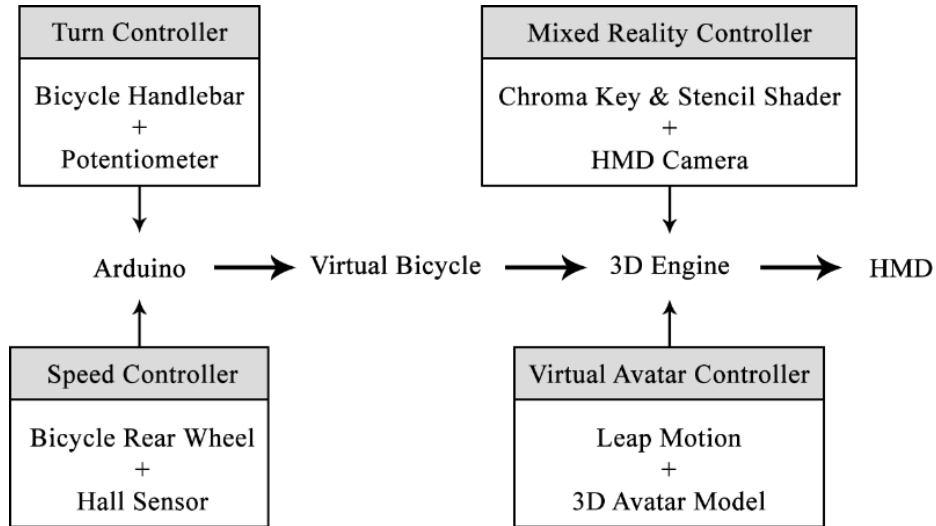 Turn Controller
Bicycle Handlebar
+
Potentiometer
Mixed Reality Controller
Chroma Key & Stencil Shader
+
HMD Camera
Arduino
Virtual Bicycle
3D Engine
HMD
Speed Controller
Bicycle Rear Wheel
+
Hall Sensor
Virtual Avatar Controller
Leap Motion
+
3D Avatar Model